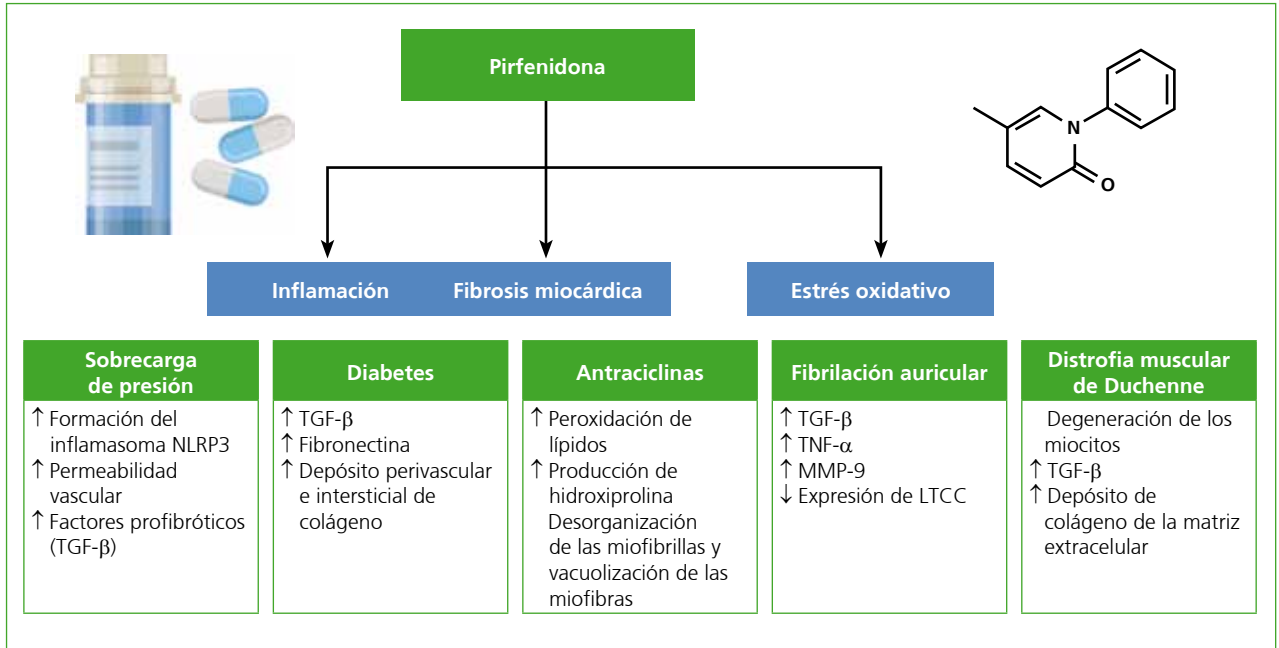 Pirfenidona
N
O
Inflamación
Fibrosis miocárdica
Estrés oxidativo
Sobrecarga
de presión
↑ Formación del
inflamasoma NLRP3
↑ Permeabilidad
vascular
↑ Factores profibróticos
(TGF-β)
Diabetes
↑ TGF-β
↑ Fibronectina
↑ Depósito perivascular
e intersticial de
colágeno
Antraciclinas
↑ Peroxidación de
lípidos
↑ Producción de
hidroxiprolina
Desorganización
de las miofibrillas y
vacuolización de las
miofibras
Fibrilación auricular
↑ TGF-β
↑ TNF-α
↑ MMP-9
↓ Expresión de LTCC
Distrofia muscular
de Duchenne
Degeneración de los
miocitos
↑ TGF-β
↑ Depósito de
colágeno de la matriz
extracelular